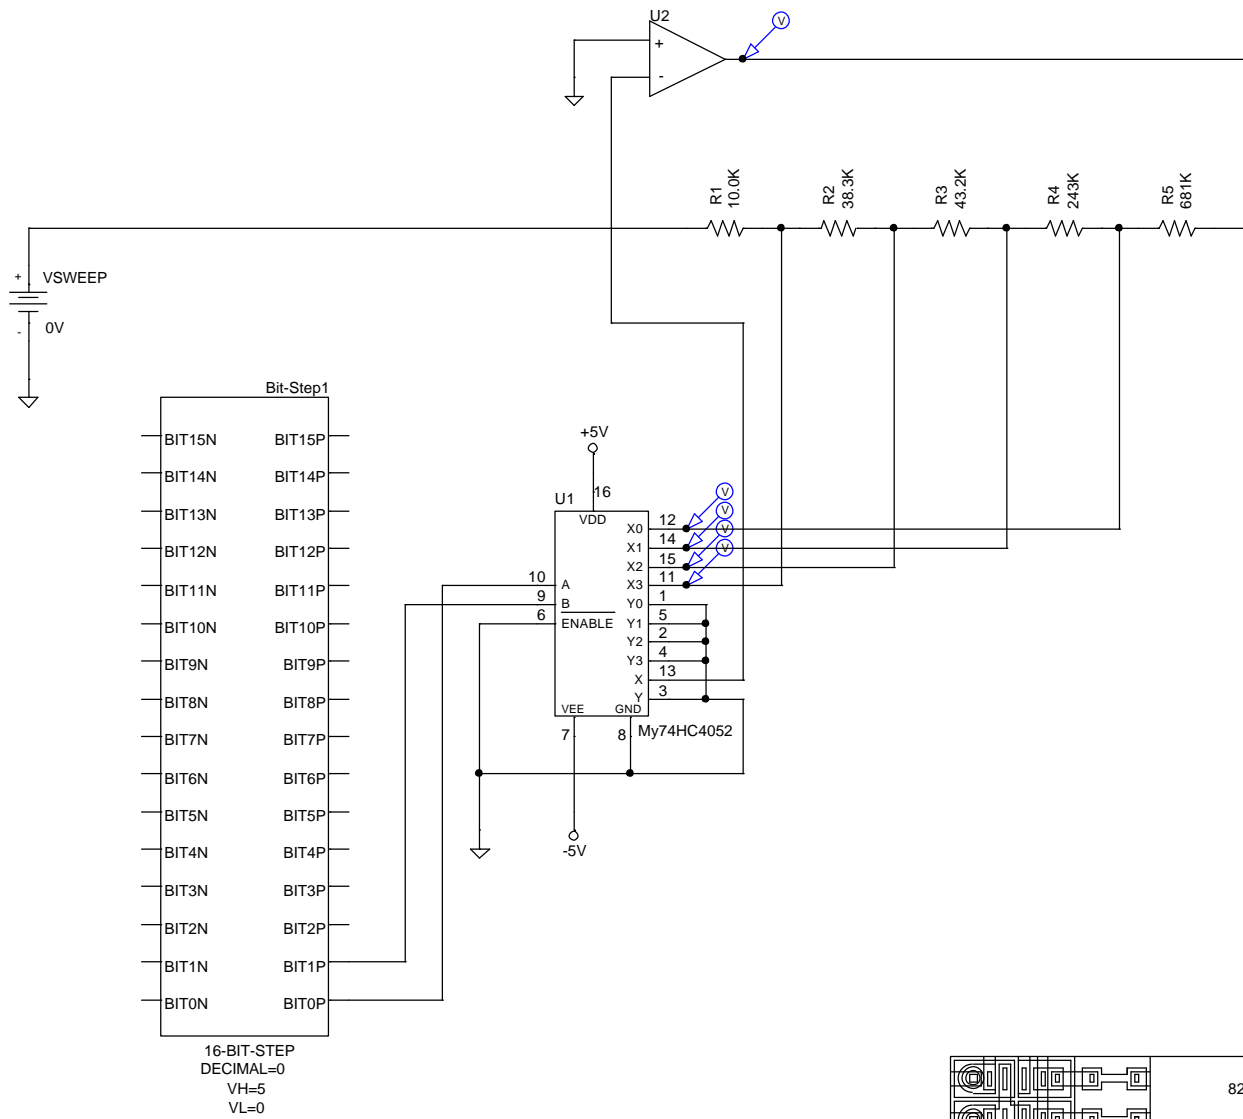 U2
V
+
-
R1
10.0K
R2
38.3K
R3
43.2K
R4
243K
R5
681K
+
VSWEEP
-
0V
Bit-Step1
BIT15N BIT15P
BIT14N BIT14P
BIT13N BIT13P
BIT12N BIT12P
BIT11N BIT11P
BIT10N BIT10P
BIT9N BIT9P
BIT8N BIT8P
BIT7N BIT7P
BIT6N BIT6P
BIT5N BIT5P
BIT4N BIT4P
BIT3N BIT3P
BIT2N BIT2P
BIT1N BIT1P
BIT0N BIT0P
16-BIT-STEP
DECIMAL=0
VH=5
VL=0
+5V
U1
16
VDD
V
V
V
V
X0 12
X1 14
X2 15
10 A X3 11
9 B Y0 1
6 ENABLE Y1 5
Y2 2
Y3 4
X 13
Y 3
VEE GND
7 8 My74HC4052
-5V
82